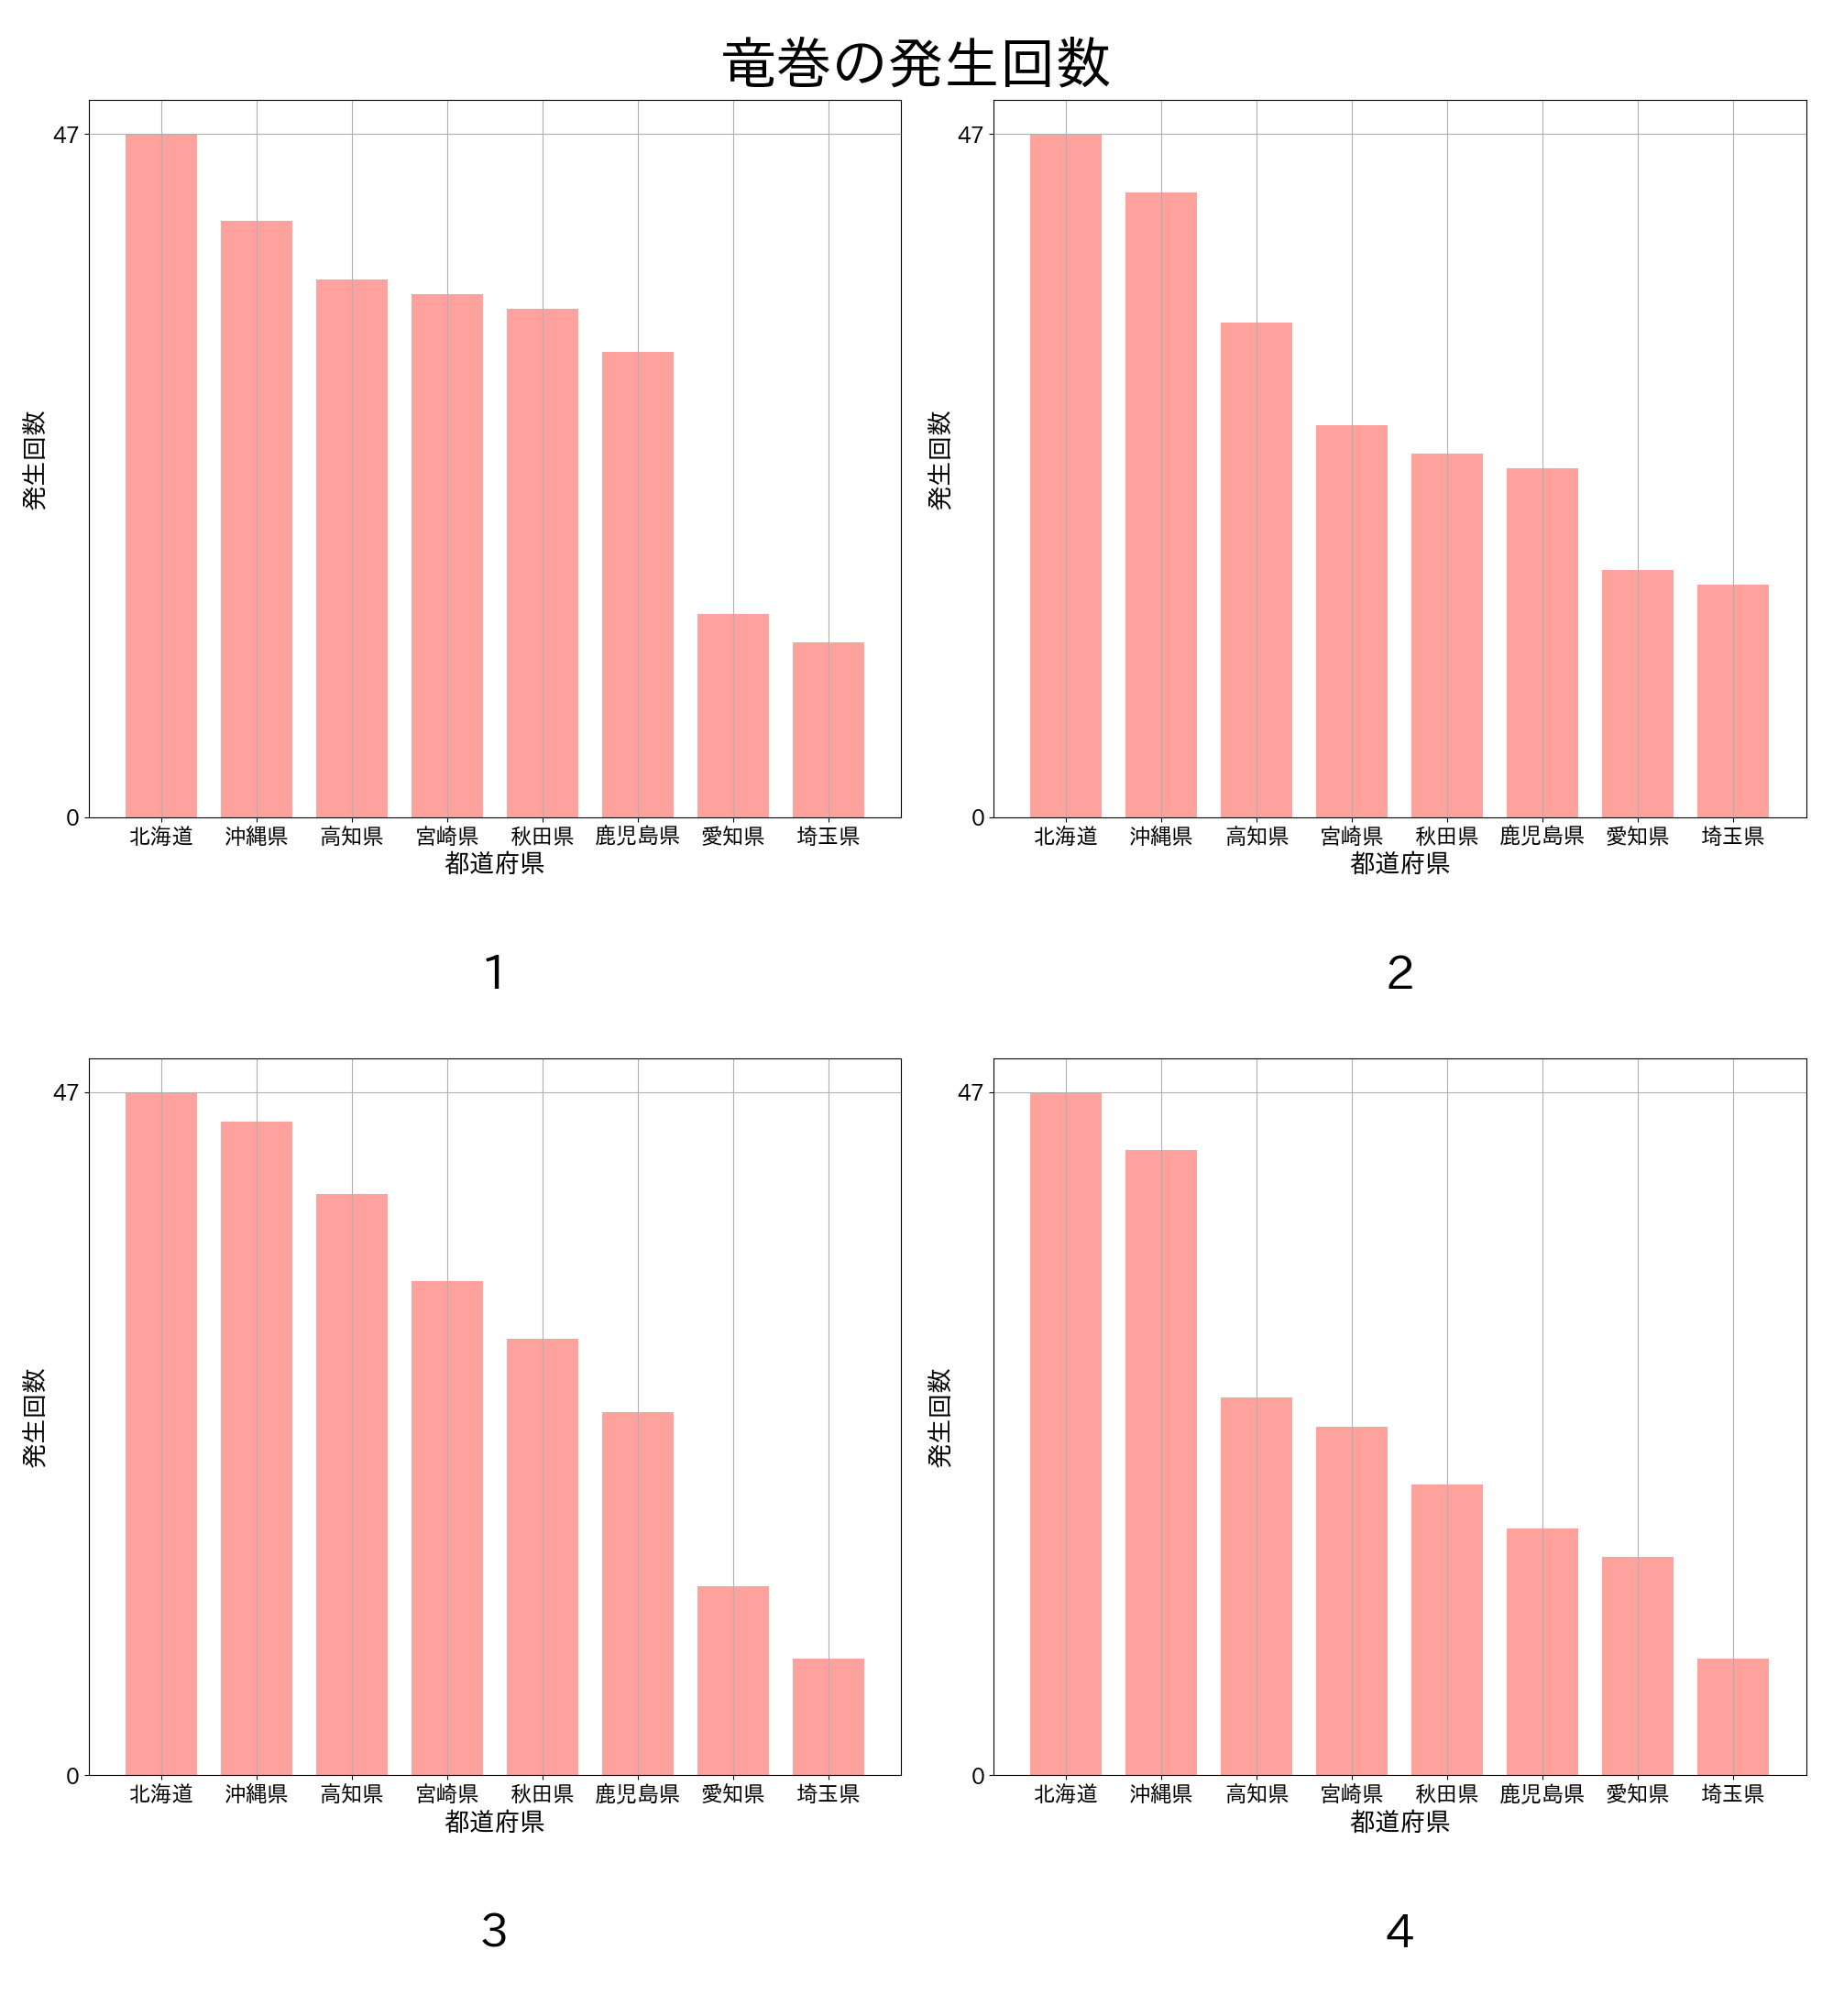 竜巻の発生回数
47
0
発生回数
北海道 沖縄県 高知県 宮崎県 秋田県 鹿児島県 愛知県 埼玉県
都道府県
1
47
0
発生回数
北海道 沖縄県 高知県 宮崎県 秋田県 鹿児島県 愛知県 埼玉県
都道府県
2
47
0
発生回数
北海道 沖縄県 高知県 宮崎県 秋田県 鹿児島県 愛知県 埼玉県
都道府県
3
47
0
発生回数
北海道 沖縄県 高知県 宮崎県 秋田県 鹿児島県 愛知県 埼玉県
都道府県
4